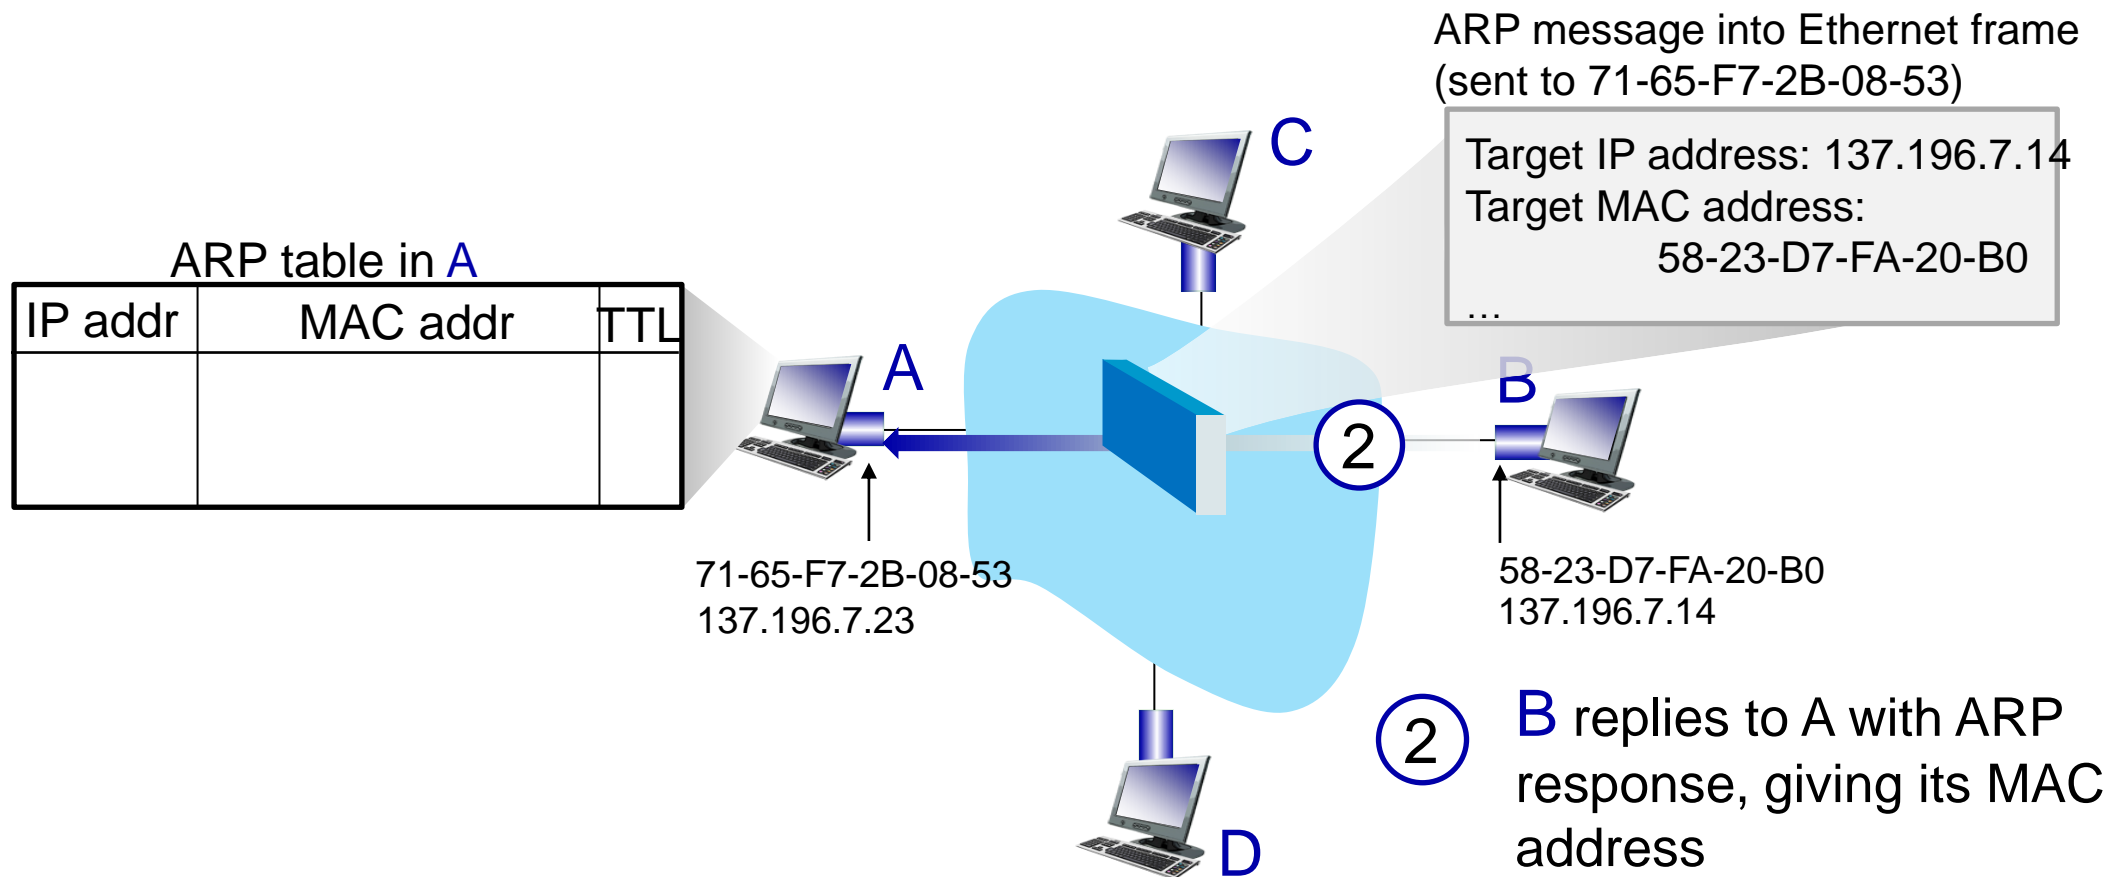 ARP message into Ethernet frame
(sent to 71-65-F7-2B-08-53)
Target IP address: 137.196.7.14
Target MAC address:
58-23-D7-FA-20-B0
…
C
ARP table in A
IP addr MAC addr TTL
A
B
2
71-65-F7-2B-08-53
137.196.7.23
58-23-D7-FA-20-B0
137.196.7.14
D
2
B replies to A with ARP
response, giving its MAC
address